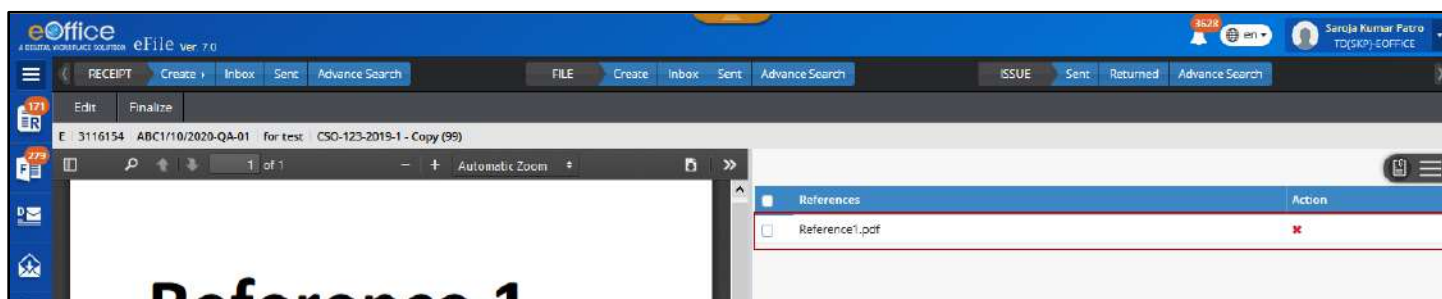 eOffice
A DIGITAL WORKPLACE SOLUTION eFile ver. 7.0
3628 en Saroja Kumar Patro
TD(SKP)-EOFFICE
RECEIPT Create Inbox Sent Advance Search FILE Create Inbox Sent Advance Search ISSUE Sent Returned Advance Search
171 R Edit Finalize
E 3116154 ABC1/10/2020-QA-01 for test CSO-123-2019-1 - Copy (99)
279 F 1 of 1 − + Automatic Zoom
References Action
D Reference1.pdf
Reference 1